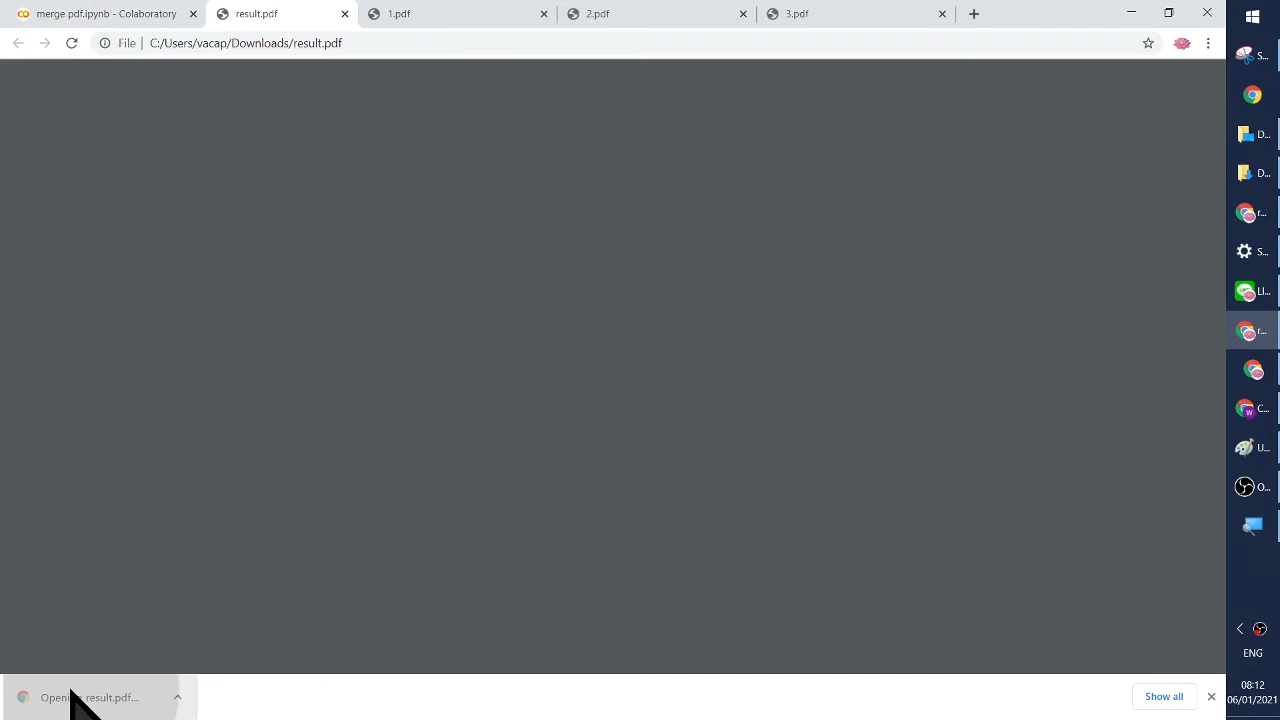 merge pdf.ipynb - Colaboratory
result.pdf
1.pdf
2.pdf
3.pdf
File
C:/Users/vacap/Downloads/result.pdf
S...
D...
D...
r...
S...
LI...
r...
C...
W
U...
O...
ENG
08:12
06/01/2021
result.pdf...
Show all